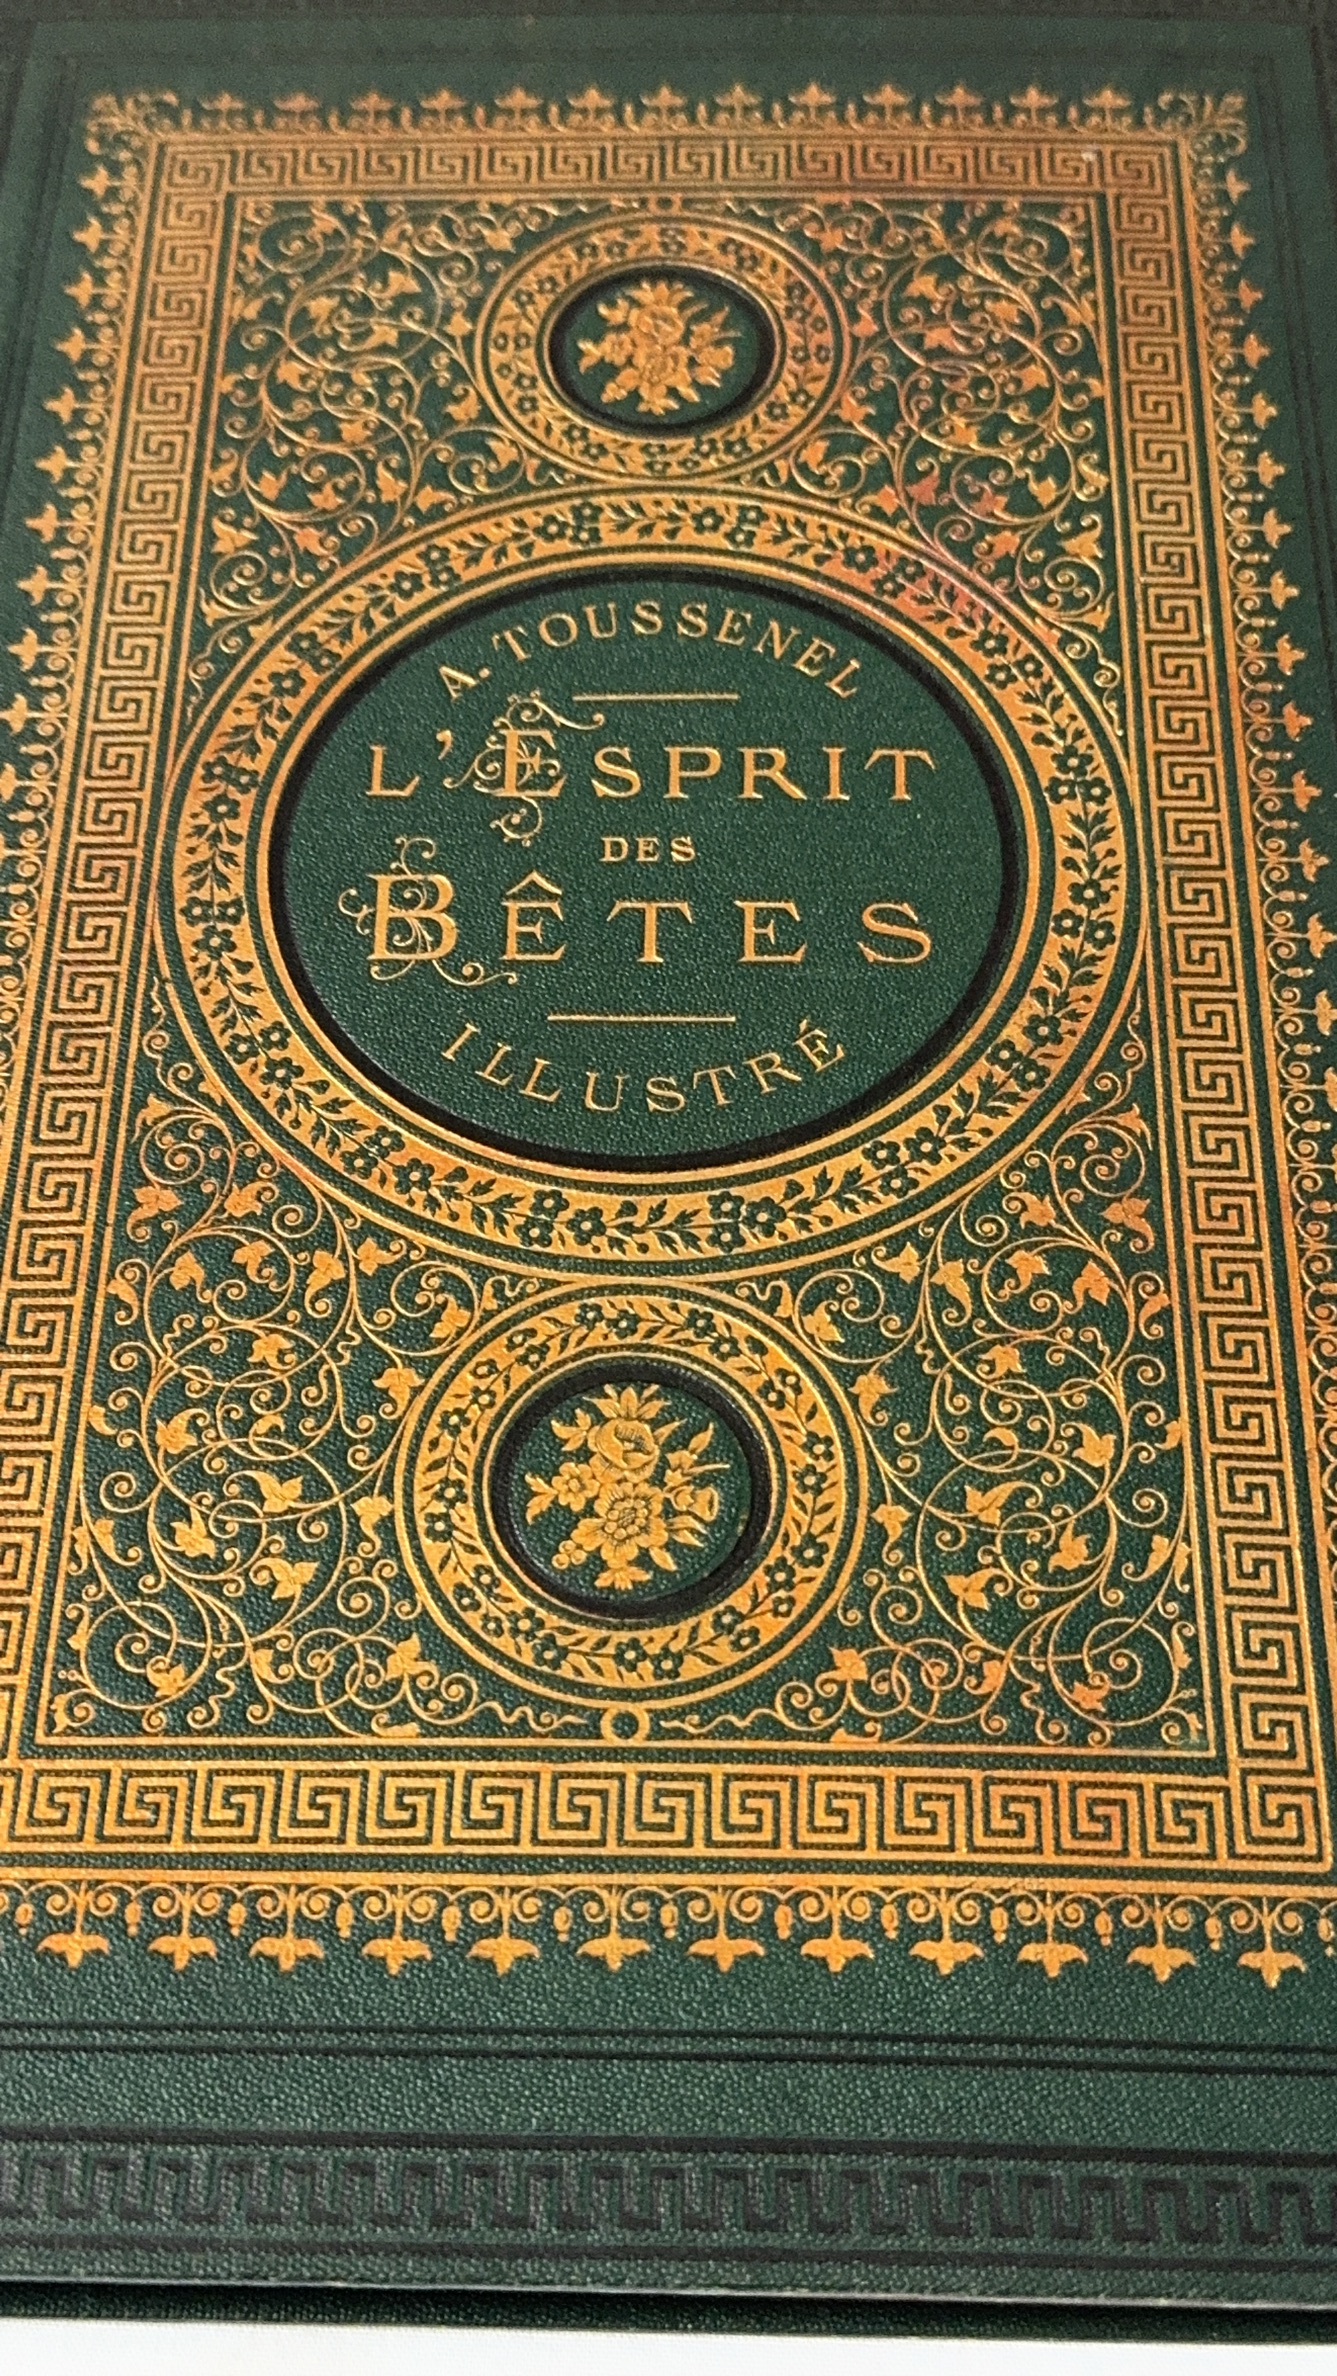 A. TOUSSENEL
L'ESPRIT
DES
BÊTES
ILLUSTRÉ